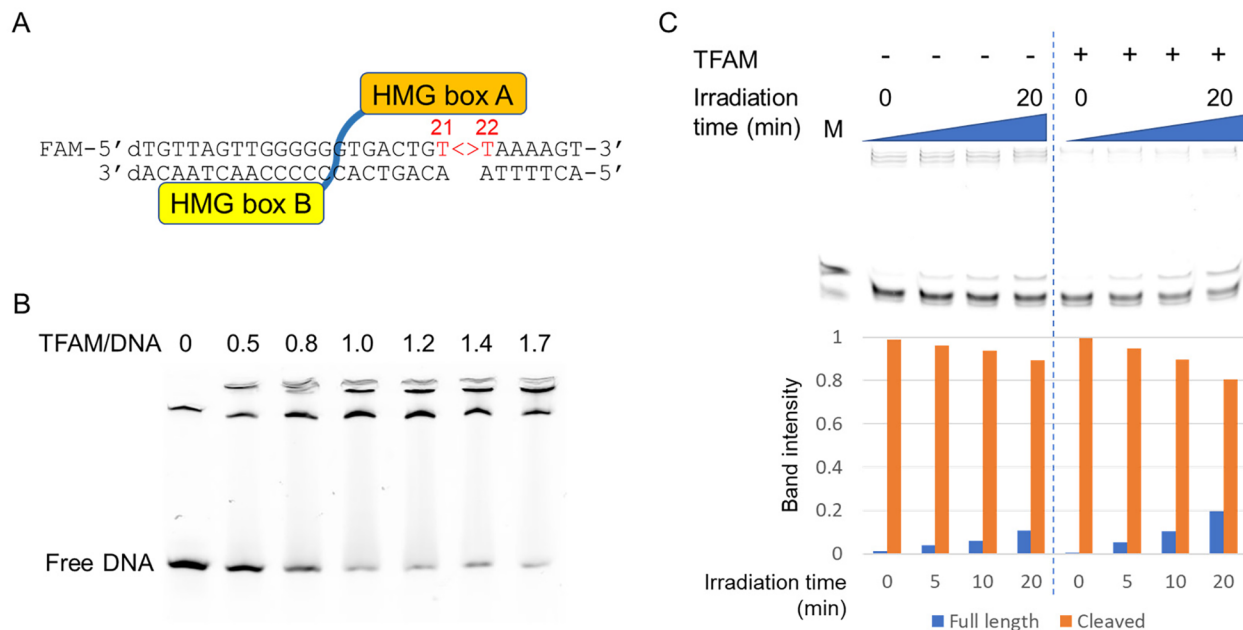 A
HMG box A
21 22
FAM-5'dTGTTAGTTGGGGGGTGACTGT<>TAAAAGT-3'
3'dACAATCAACCCCCCACTGACA ATTTTCA-5'
HMG box B
B
TFAM/DNA 0 0.5 0.8 1.0 1.2 1.4 1.7
Free DNA
C
TFAM - - - - + + + +
Irradiation time (min) 0 20 0 20
M
Band intensity
1
0.8
0.6
0.4
0.2
0
Irradiation time (min) 0 5 10 20 0 5 10 20
Full length Cleaved